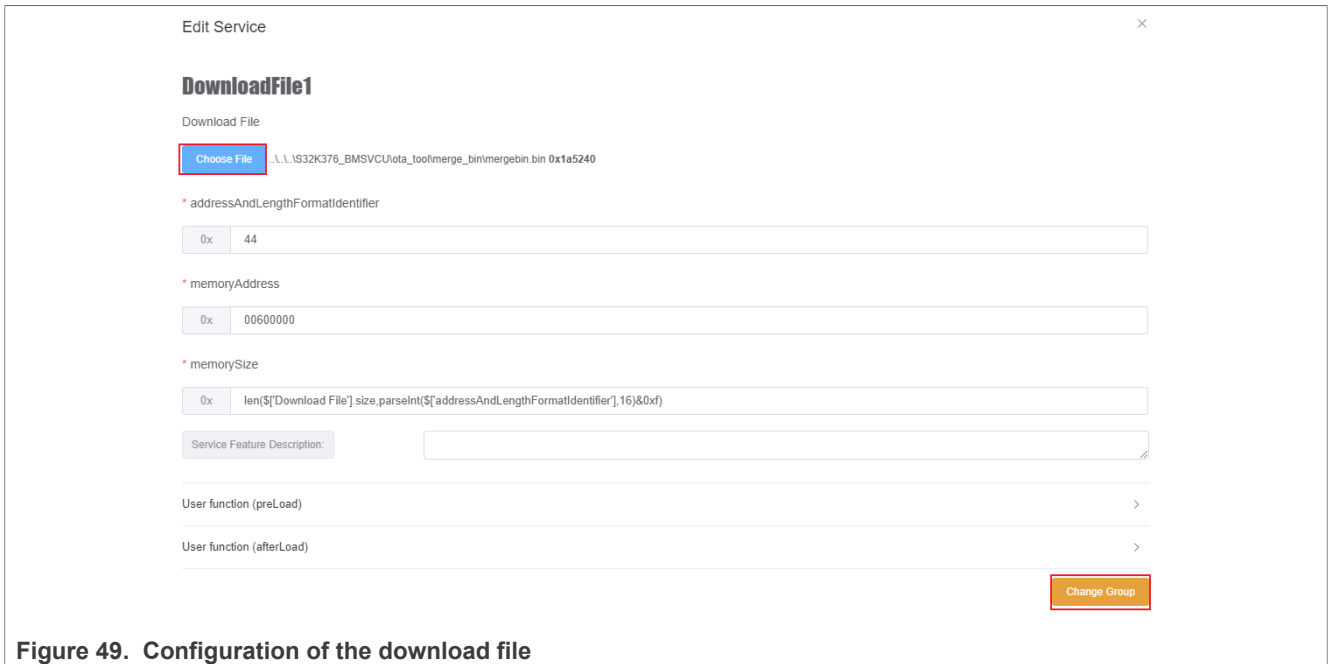 Edit Service
DownloadFile1
Download File
Choose File ..\..\..\S32K376_BMSVCU\ota_tool\merge_bin\mergebin.bin 0x1a5240
* addressAndLengthFormatIdentifier
0x 44
* memoryAddress
0x 00600000
* memorySize
0x len($['Download File'].size,parseInt($['addressAndLengthFormatIdentifier'],16)&0xf)
Service Feature Description:
User function (preLoad)
User function (afterLoad)
Change Group
Figure 49. Configuration of the download file